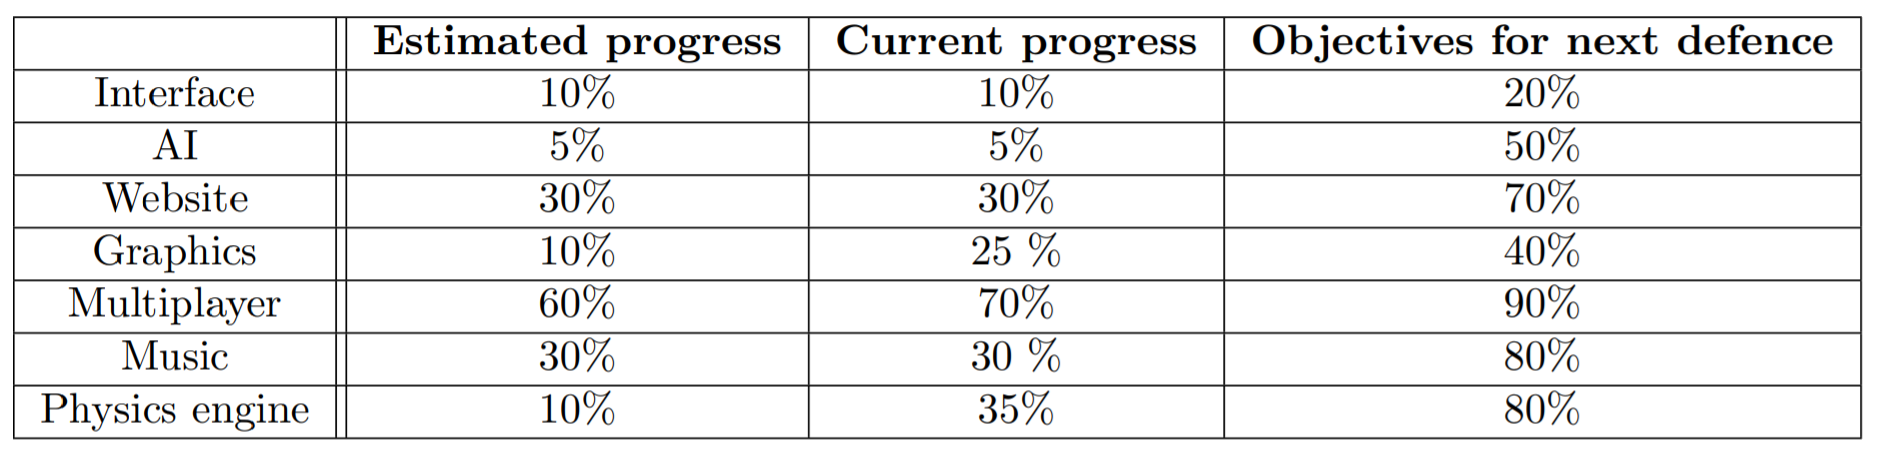 Estimated progress Current progress Objectives for next defence
Interface 10% 10% 20%
AI 5% 5% 50%
Website 30% 30% 70%
Graphics 10% 25 % 40%
Multiplayer 60% 70% 90%
Music 30% 30 % 80%
Physics engine 10% 35% 80%